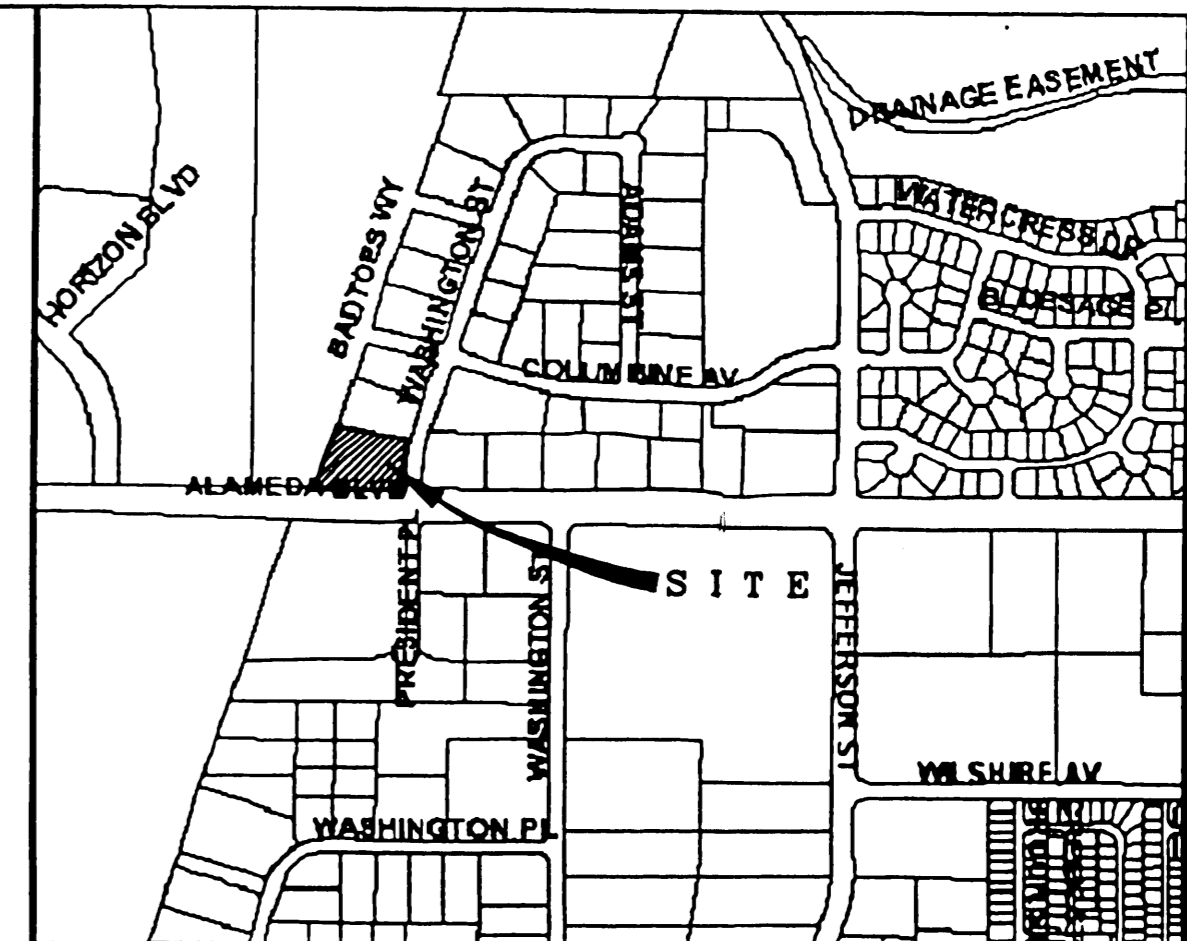 DRAINAGE EASEMENT
HORIZON BLVD
BADTOES WY
WASHINGTON ST
ADAMS ST
WATERCRESS DR
BLUESAGE PL
COLUMBINE AV
ALAMEDA BLVD
SITE
PRESIDENT PL
WASHINGTON ST
JEFFERSON ST
WILSHIRE AV
WASHINGTON PL